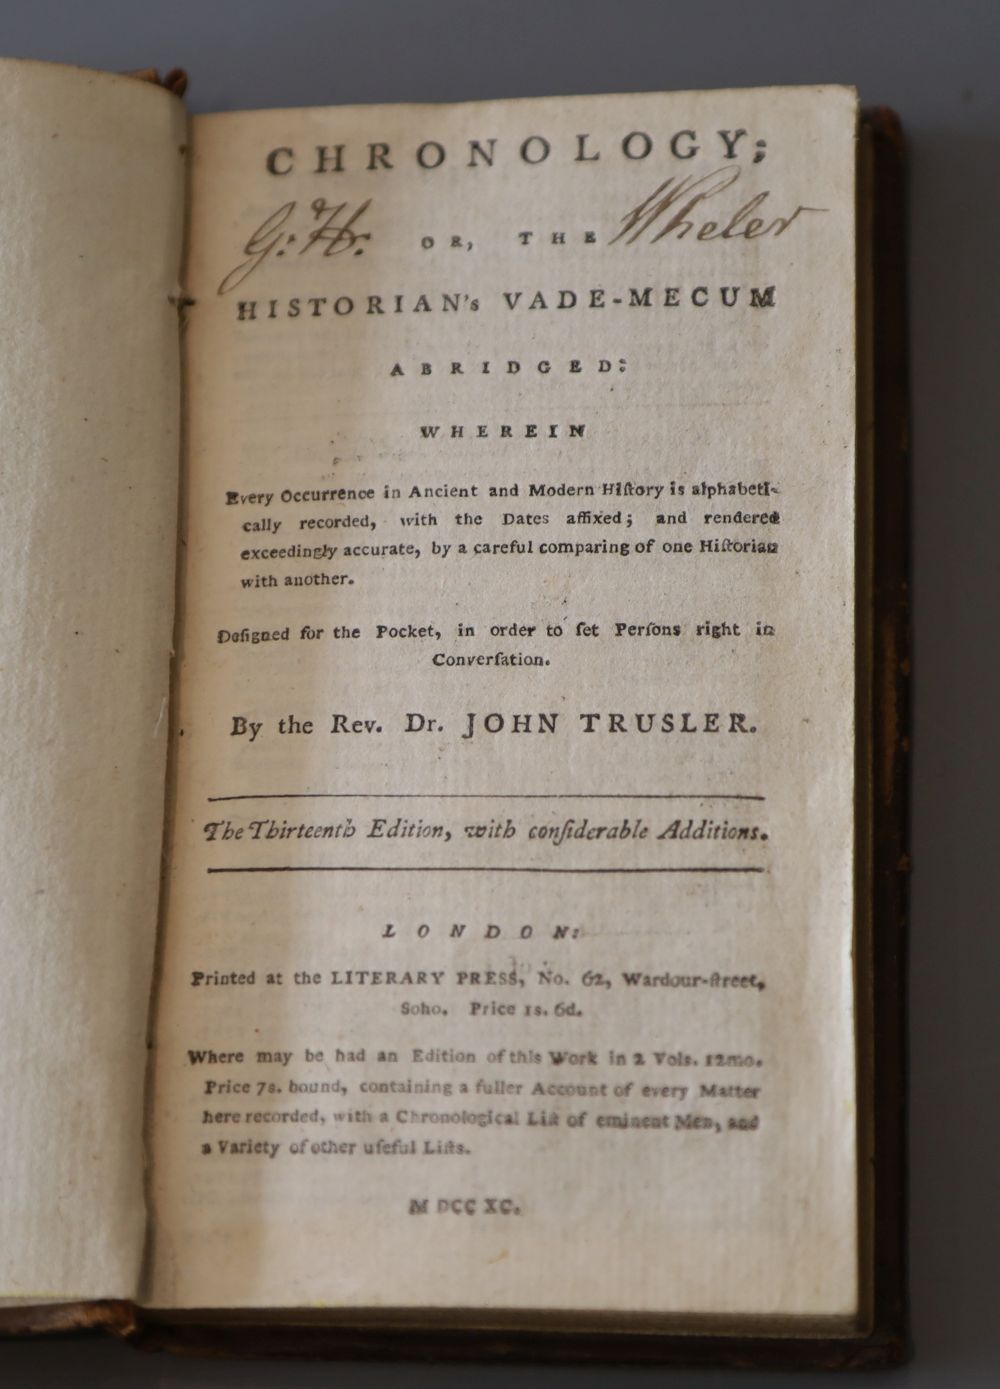 CHRONOLOGY;
G: H: OR, THE Wheler
HISTORIAN's VADE-MECUM
ABRIDGED:
WHEREIN
Every Occurrence in Ancient and Modern Hiſtory is alphabeti-
cally recorded, with the Dates affixed; and rendered
exceedingly accurate, by a careful comparing of one Hiſtorian
with another.
Deſigned for the Pocket, in order to ſet Perſons right in
Converſation.
By the Rev. Dr. JOHN TRUSLER.
The Thirteenth Edition, with conſiderable Additions.
LONDON:
Printed at the LITERARY PRESS, No. 62, Wardour-ſtreet,
Soho. Price 1s. 6d.
Where may be had an Edition of this Work in 2 Vols. 12mo.
Price 7s. bound, containing a fuller Account of every Matter
here recorded, with a Chronological Liſt of eminent Men, and
a Variety of other uſeful Liſts.
M DCC XC.